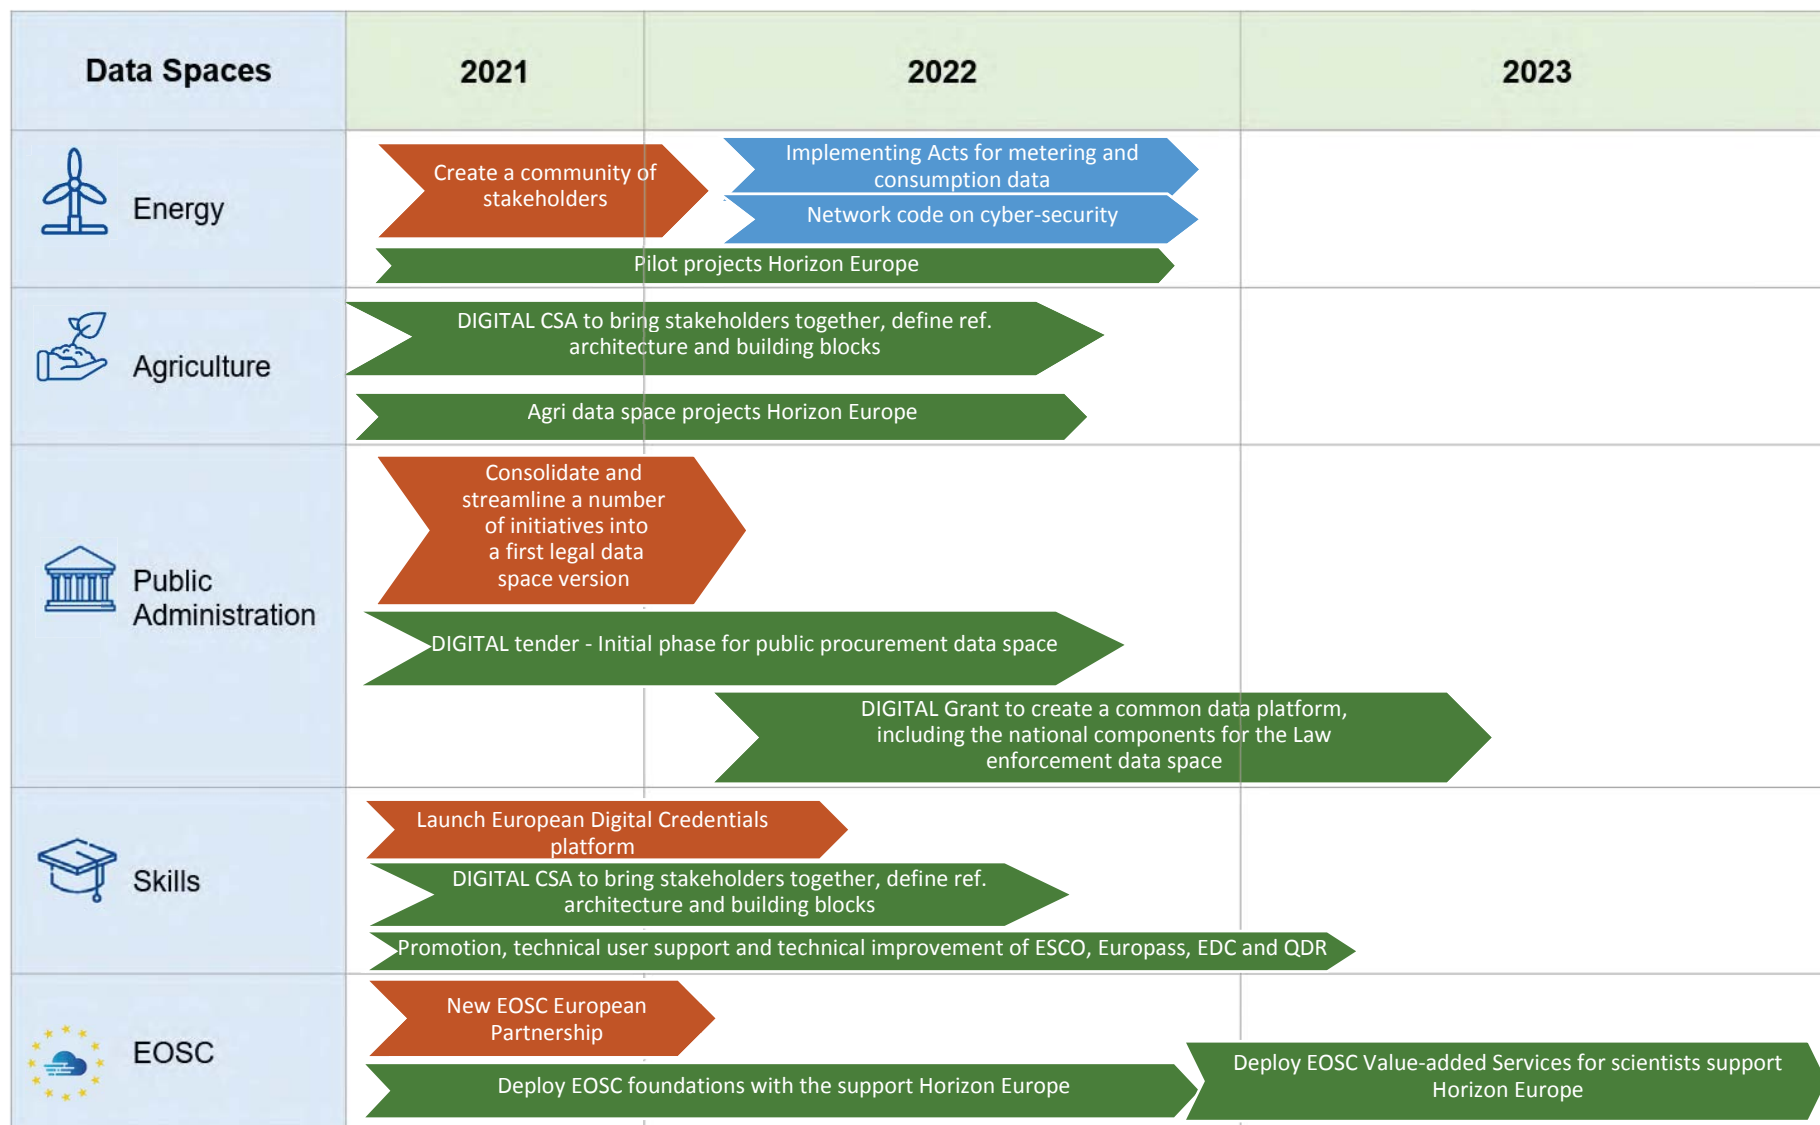 Data Spaces
2021
2022
2023
Energy
Create a community of
stakeholders
Implementing Acts for metering and
consumption data
Network code on cyber-security
Pilot projects Horizon Europe
Agriculture
DIGITAL CSA to bring stakeholders together, define ref.
architecture and building blocks
Agri data space projects Horizon Europe
Public
Administration
Consolidate and
streamline a number
of initiatives into
a first legal data
space version
DIGITAL tender - Initial phase for public procurement data space
DIGITAL Grant to create a common data platform,
including the national components for the Law
enforcement data space
Skills
Launch European Digital Credentials
platform
DIGITAL CSA to bring stakeholders together, define ref.
architecture and building blocks
Promotion, technical user support and technical improvement of ESCO, Europass, EDC and QDR
EOSC
New EOSC European
Partnership
Deploy EOSC foundations with the support Horizon Europe
Deploy EOSC Value-added Services for scientists support
Horizon Europe